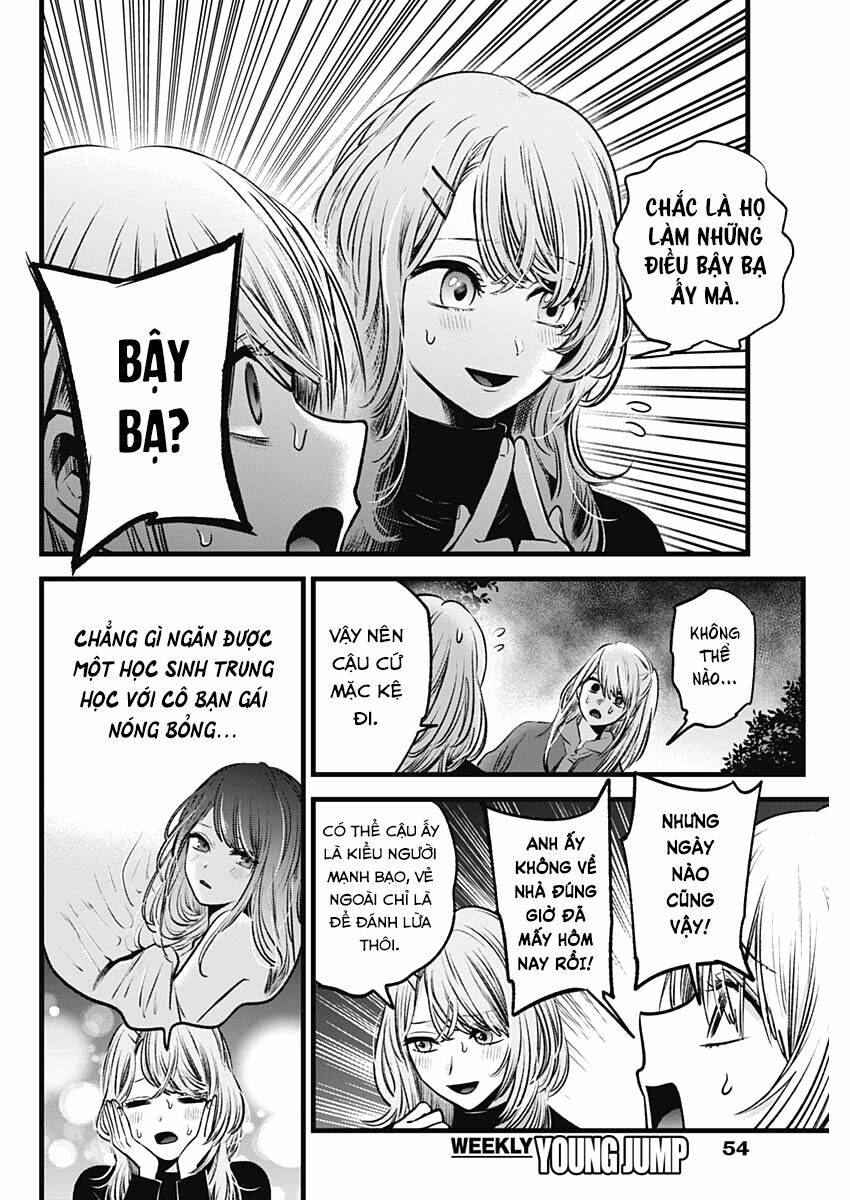 CHẮC LÀ HỌ
LÀM NHỮNG
ĐIỀU BẬY BẠ
ẤY MÀ.
BẬY
BẠ?
KHÔNG
THỂ
NÀO...
VẬY NÊN
CẬU CỨ
MẶC KỆ
ĐI.
CHẲNG GÌ NGĂN ĐƯỢC
MỘT HỌC SINH TRUNG
HỌC VỚI CÔ BẠN GÁI
NÓNG BỎNG...
NHƯNG
NGÀY
NÀO
CŨNG
VẬY!
ANH ẤY
KHÔNG VỀ
NHÀ ĐÚNG
GIỜ ĐÃ
MẤY HÔM
NAY RỒI!
CÓ THỂ CẬU ẤY
LÀ KIỂU NGƯỜI
MẠNH BẠO, VẺ
NGOÀI CHỈ LÀ
ĐỂ ĐÁNH LỪA
THÔI.
WEEKLY YOUNG JUMP 54